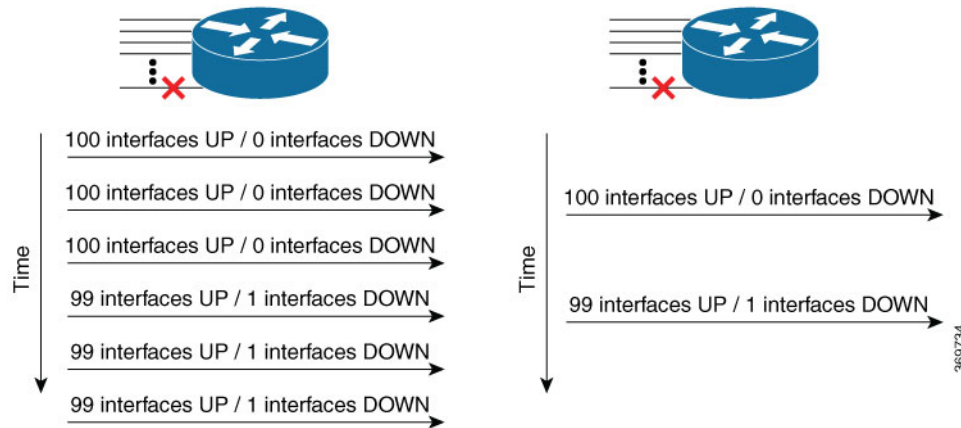 100 interfaces UP / 0 interfaces DOWN
100 interfaces UP / 0 interfaces DOWN
100 interfaces UP / 0 interfaces DOWN
99 interfaces UP / 1 interfaces DOWN
99 interfaces UP / 1 interfaces DOWN
99 interfaces UP / 1 interfaces DOWN
Time
100 interfaces UP / 0 interfaces DOWN
99 interfaces UP / 1 interfaces DOWN
Time
369734